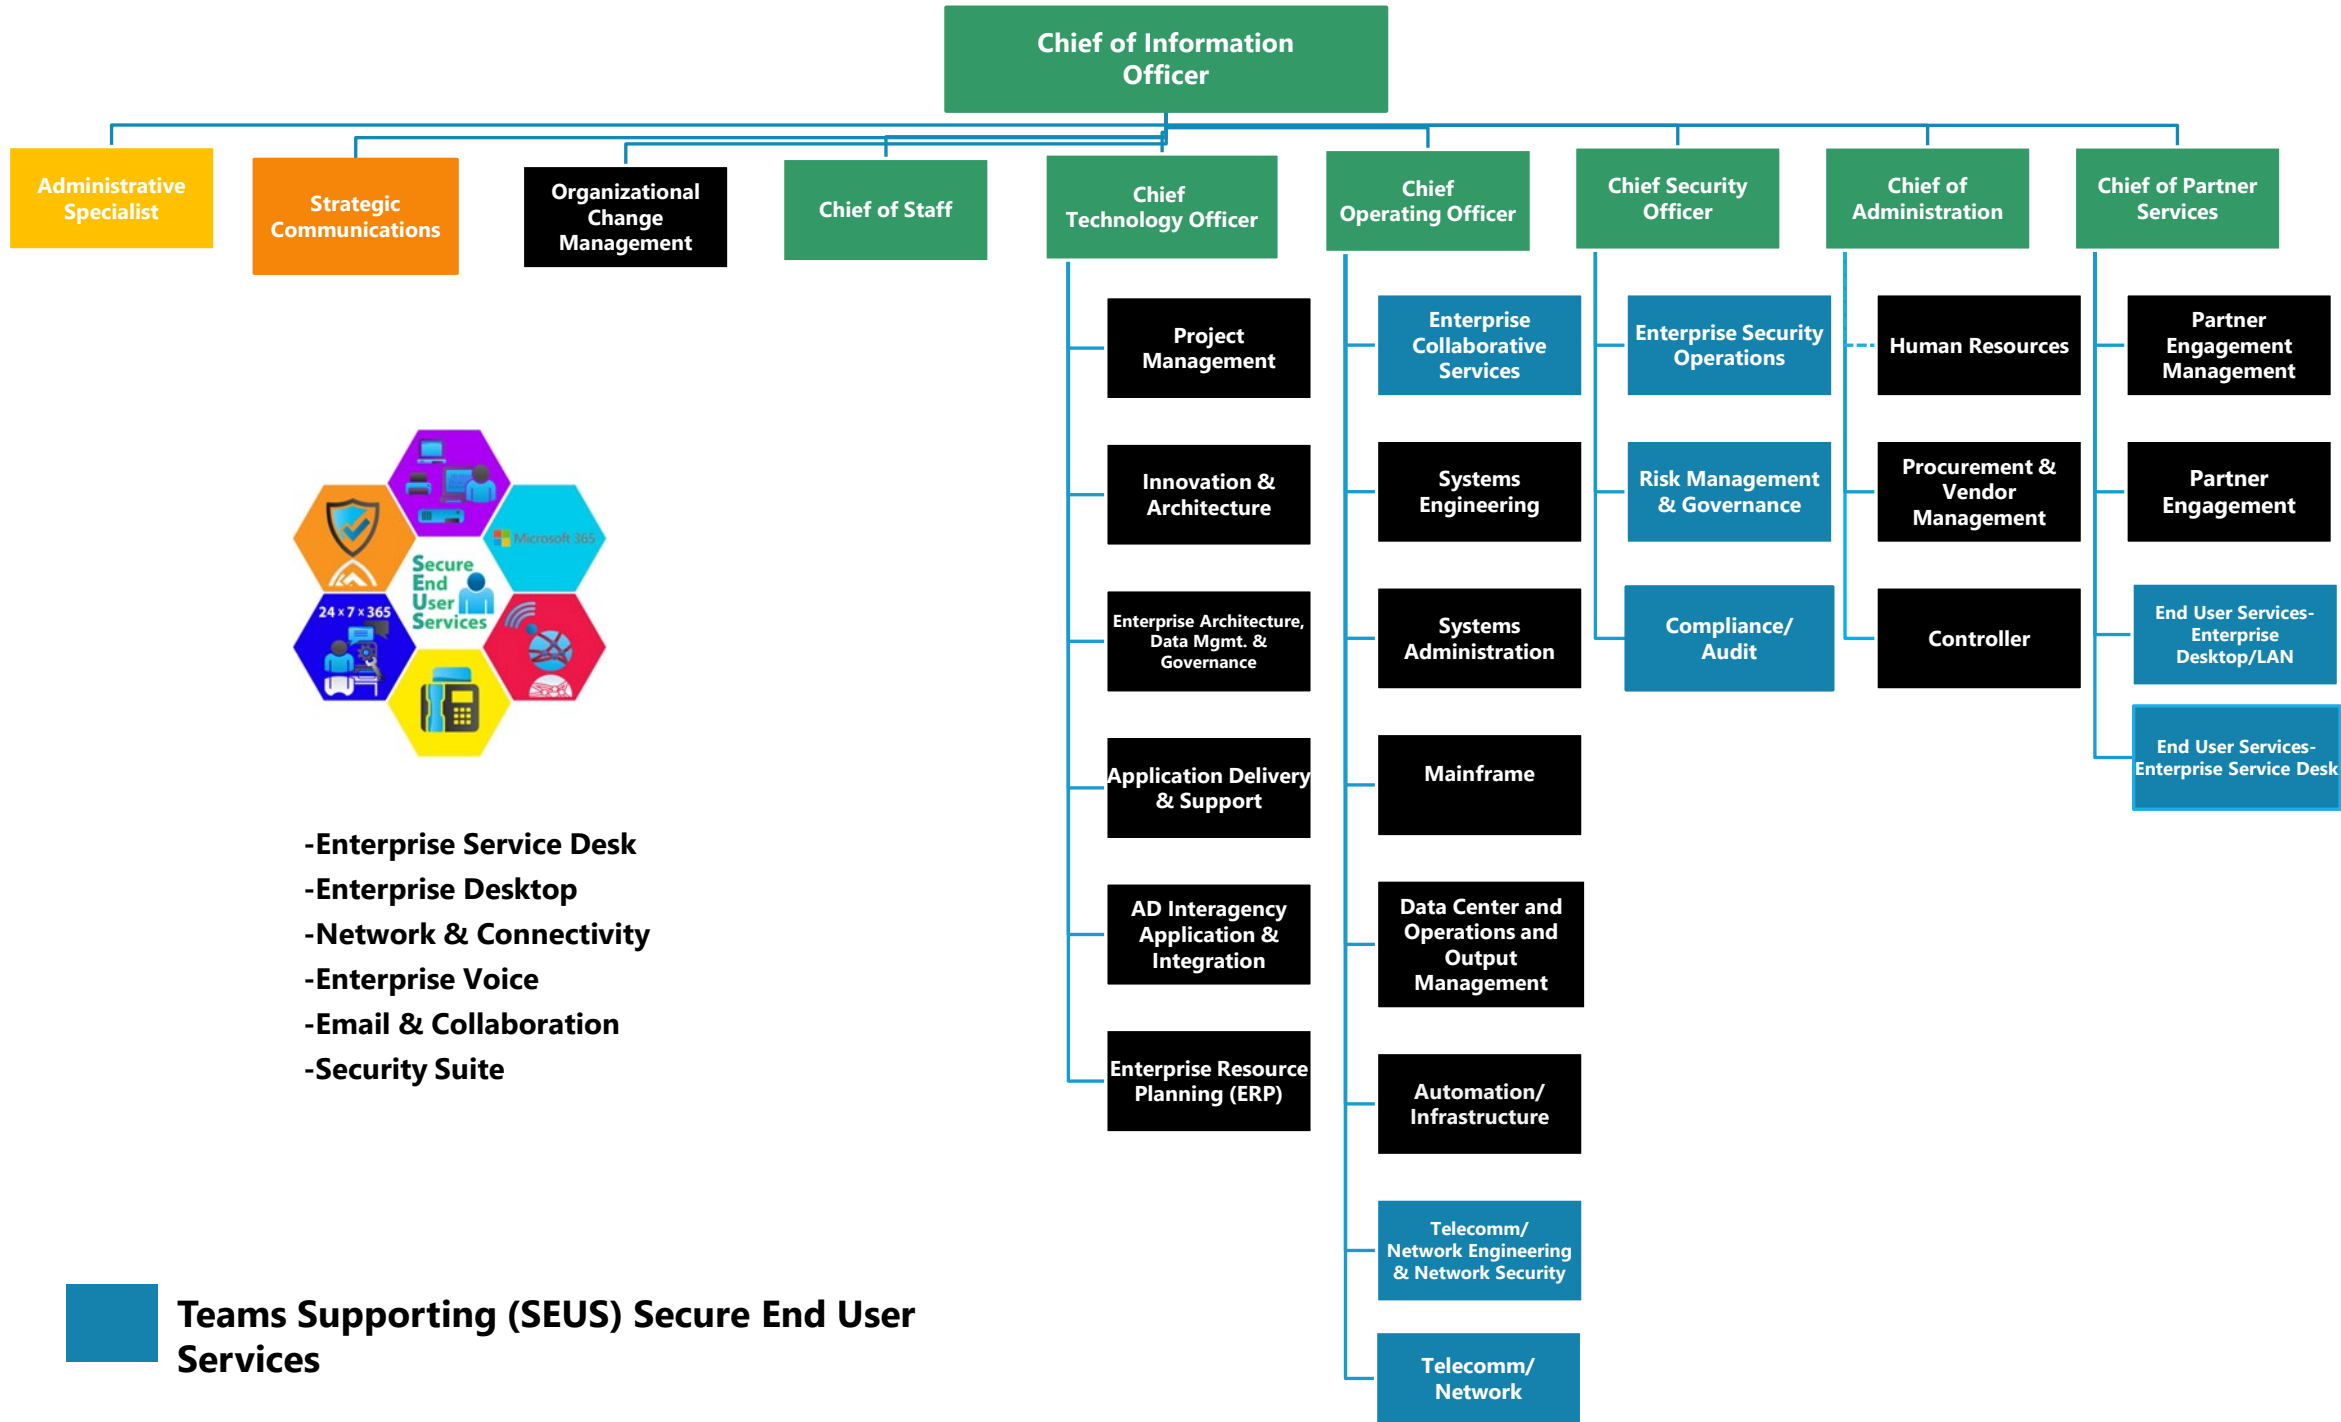 Chief of Information
Officer
Administrative
Specialist
Strategic
Communications
Organizational
Change
Management
Chief of Staff
Chief
Technology Officer
Chief
Operating Officer
Chief Security
Officer
Chief of
Administration
Chief of Partner
Services
Project
Management
Innovation &
Architecture
Enterprise Architecture,
Data Mgmt. &
Governance
Application Delivery
& Support
AD Interagency
Application &
Integration
Enterprise Resource
Planning (ERP)
Enterprise
Collaborative
Services
Systems
Engineering
Systems
Administration
Mainframe
Data Center and
Operations and
Output
Management
Automation/
Infrastructure
Telecomm/
Network Engineering
& Network Security
Telecomm/
Network
Enterprise Security
Operations
Risk Management
& Governance
Compliance/
Audit
Human Resources
Procurement &
Vendor
Management
Controller
Partner
Engagement
Management
Partner
Engagement
End User Services-
Enterprise
Desktop/LAN
End User Services-
Enterprise Service Desk
Microsoft 365
Secure
End
User
Services
24 x 7 x 365
-Enterprise Service Desk
-Enterprise Desktop
-Network & Connectivity
-Enterprise Voice
-Email & Collaboration
-Security Suite
Teams Supporting (SEUS) Secure End User
Services